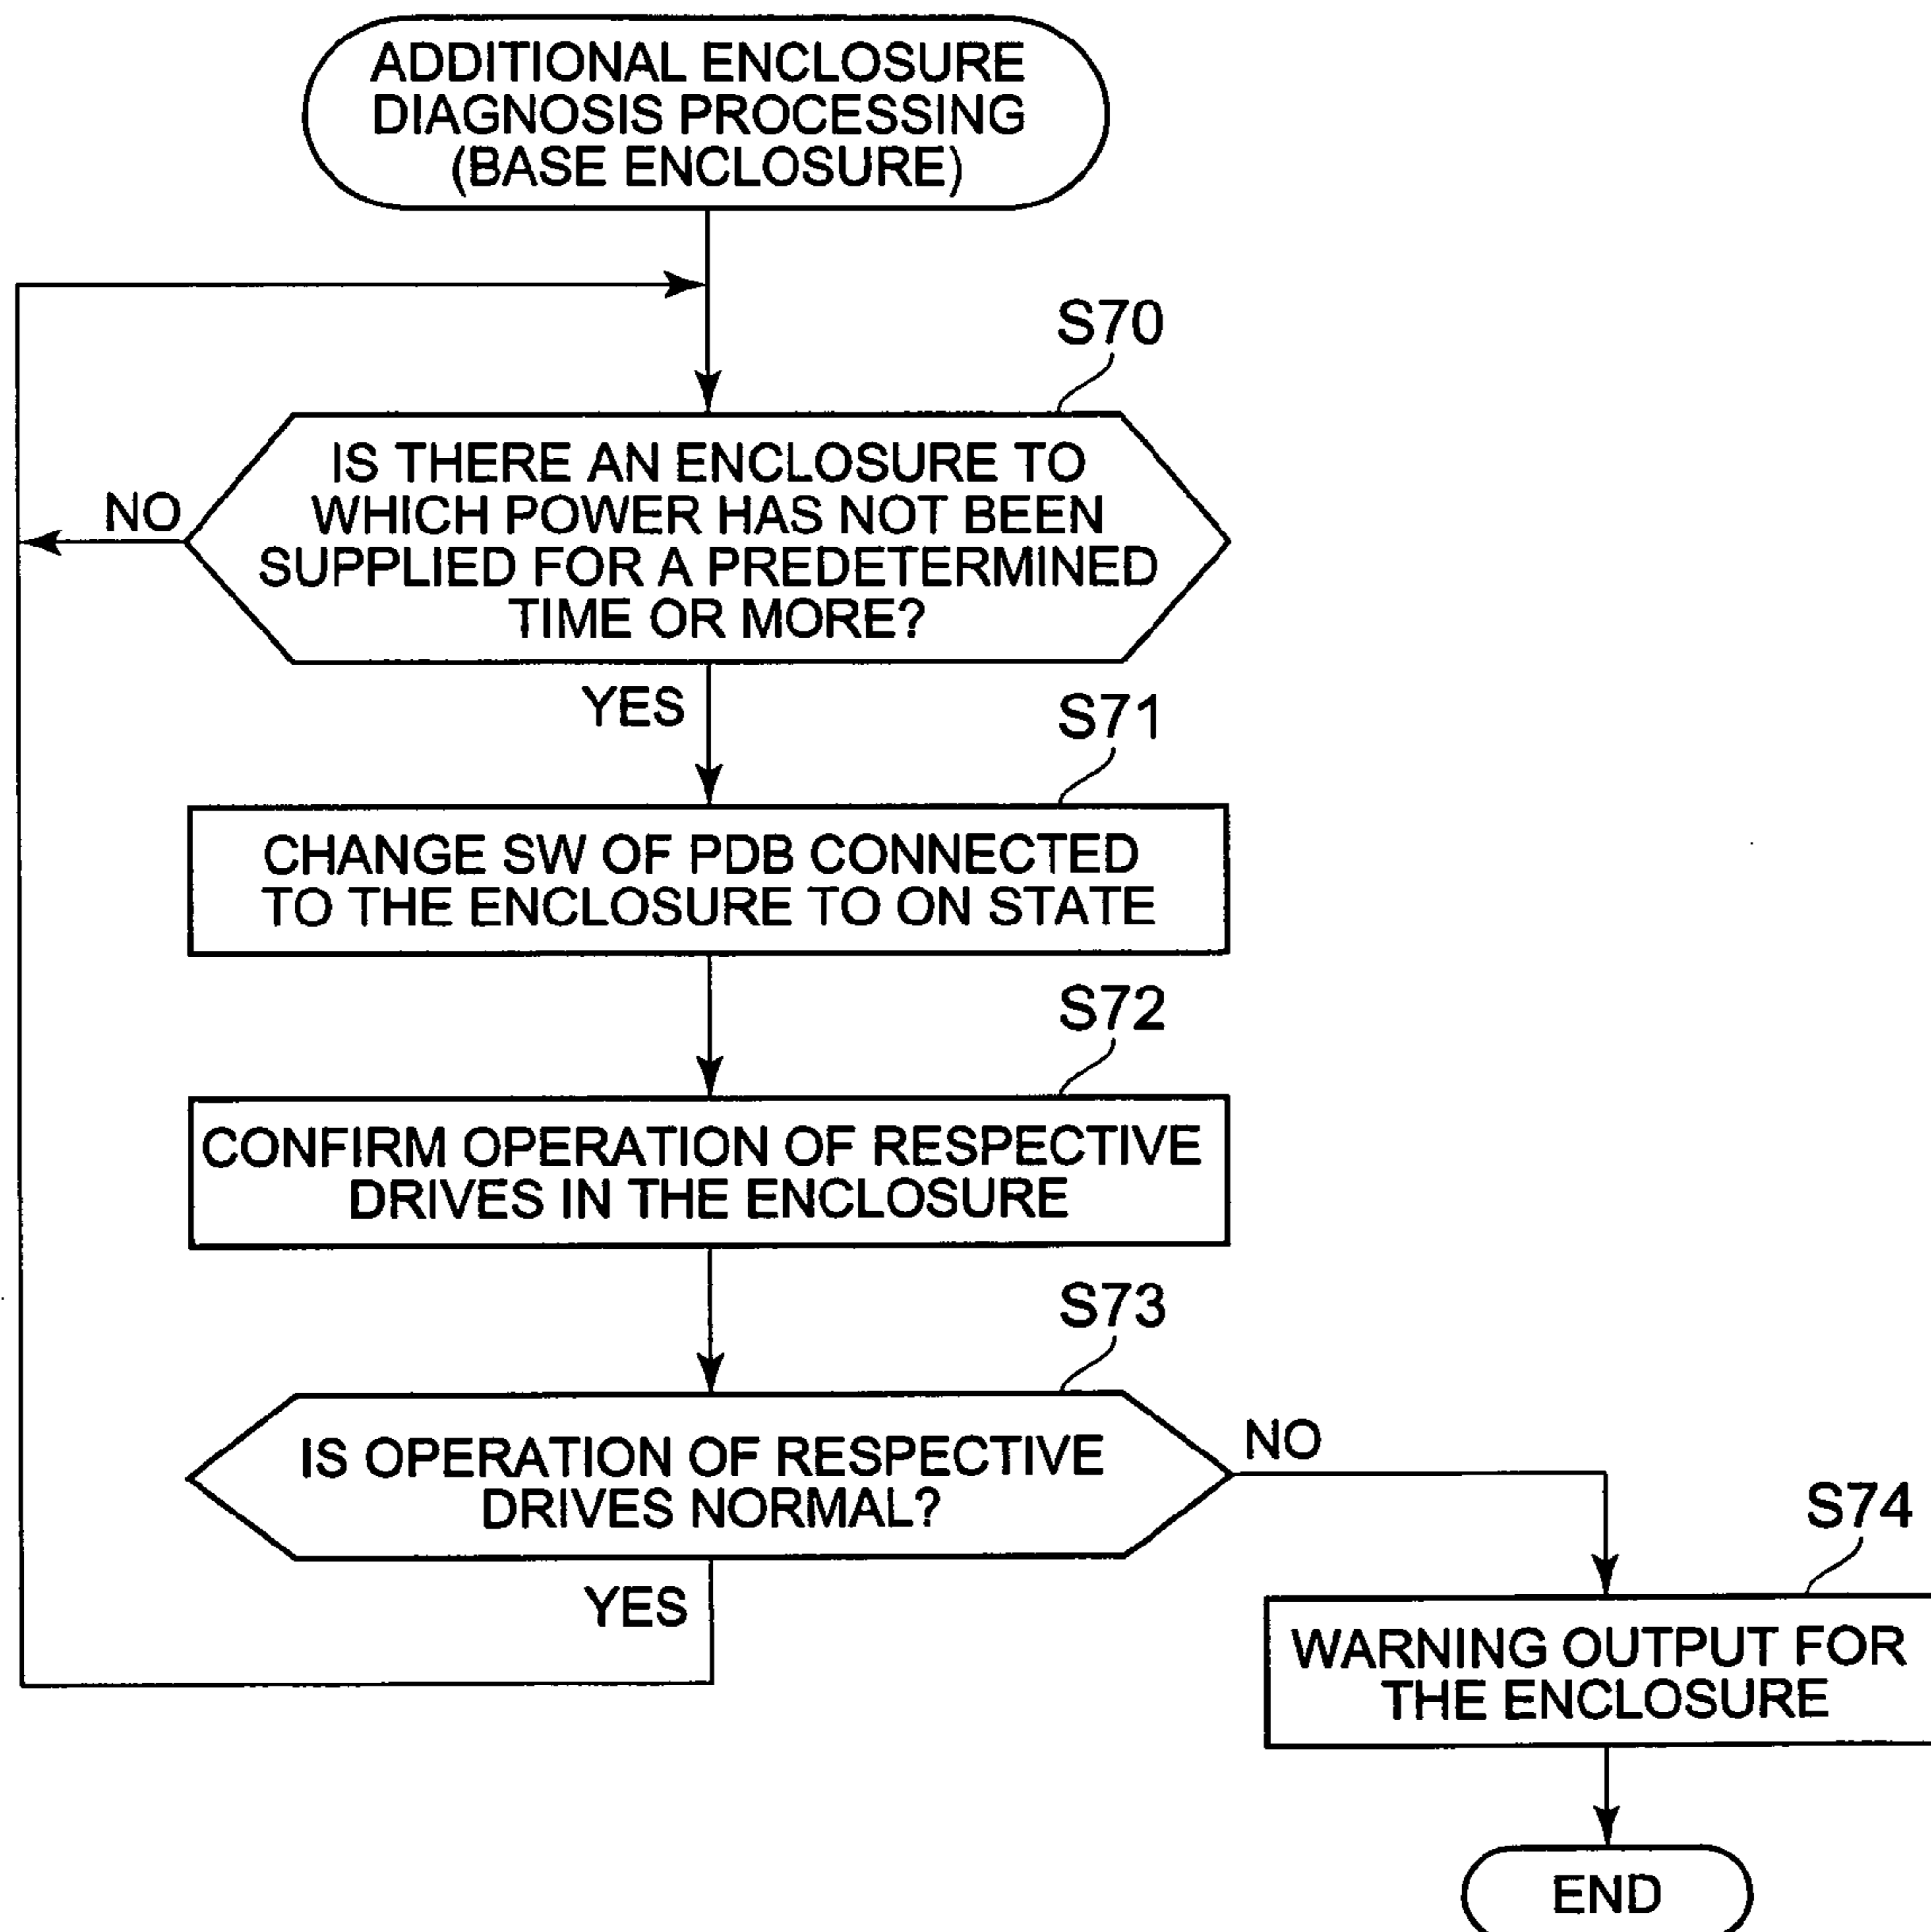 ADDITIONAL ENCLOSURE
DIAGNOSIS PROCESSING
(BASE ENCLOSURE)
S70
IS THERE AN ENCLOSURE TO
WHICH POWER HAS NOT BEEN
SUPPLIED FOR A PREDETERMINED
TIME OR MORE?
NO
YES
S71
CHANGE SW OF PDB CONNECTED
TO THE ENCLOSURE TO ON STATE
S72
CONFIRM OPERATION OF RESPECTIVE
DRIVES IN THE ENCLOSURE
S73
IS OPERATION OF RESPECTIVE
DRIVES NORMAL?
NO
YES
S74
WARNING OUTPUT FOR
THE ENCLOSURE
END